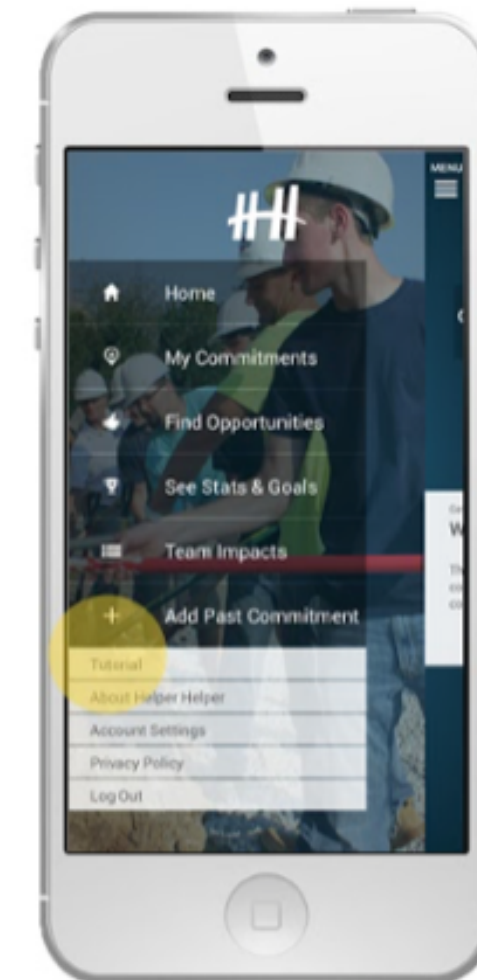 MENU
Home
My Commitments
Find Opportunities
See Stats & Goals
Team Impacts
Add Past Commitment
Tutorial
About Helper Helper
Account Settings
Privacy Policy
Log Out